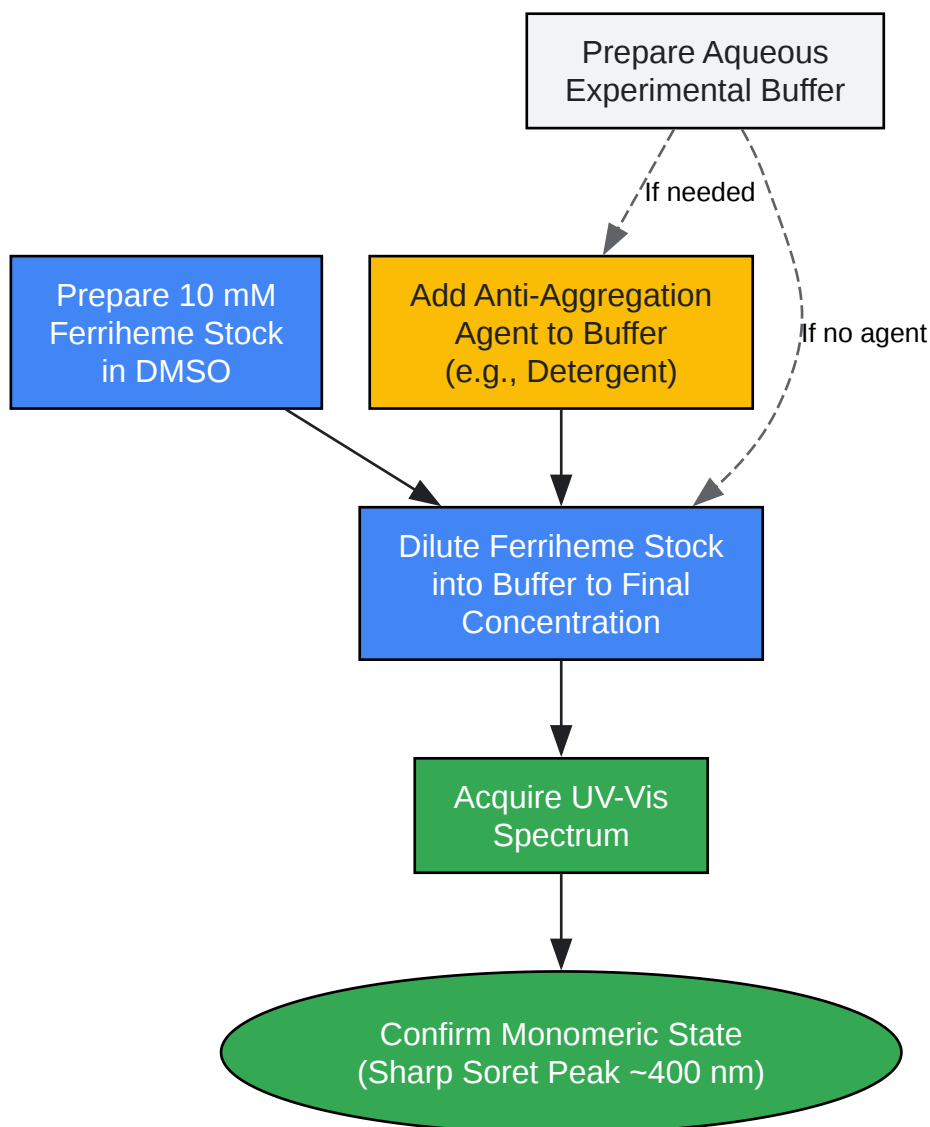 Prepare Aqueous
Experimental Buffer
If needed
Prepare 10 mM
Ferriheme Stock
in DMSO
Add Anti-Aggregation
Agent to Buffer
(e.g., Detergent)
If no agent
Dilute Ferriheme Stock
into Buffer to Final
Concentration
Acquire UV-Vis
Spectrum
Confirm Monomeric State
(Sharp Soret Peak ~400 nm)